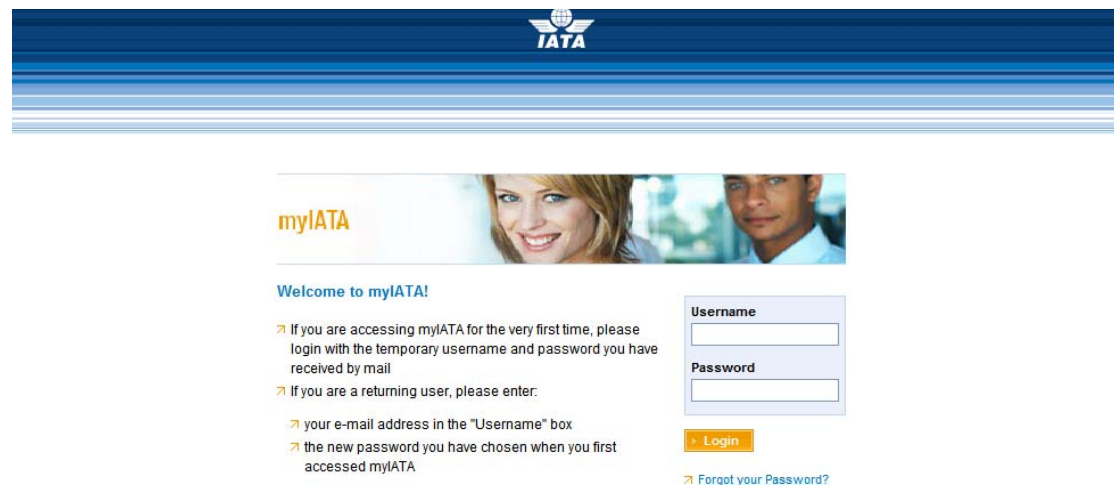 IATA
myIATA
Welcome to myIATA!
If you are accessing myIATA for the very first time, please
login with the temporary username and password you have
received by mail
If you are a returning user, please enter:
your e-mail address in the "Username" box
the new password you have chosen when you first
accessed myIATA
Username
Password
Login
Forgot your Password?